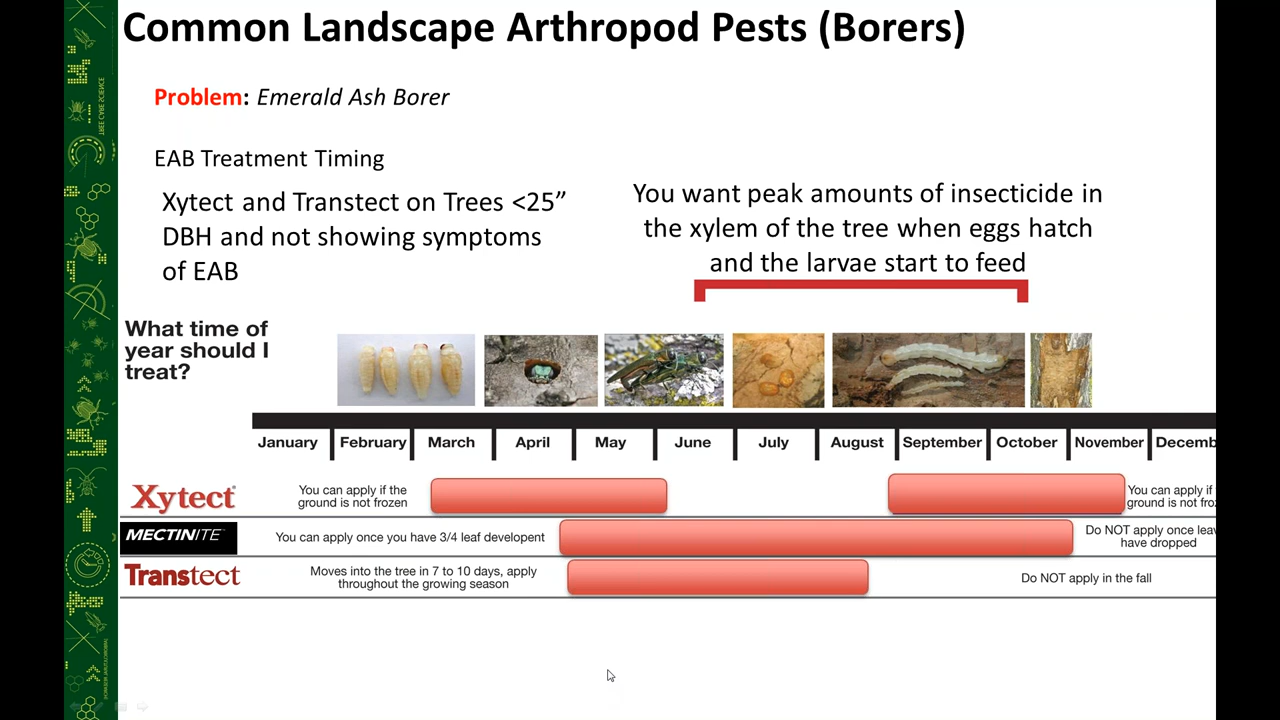 Common Landscape Arthropod Pests (Borers)
Problem: Emerald Ash Borer
EAB Treatment Timing
Xytect and Transtect on Trees <25”
DBH and not showing symptoms
of EAB
You want peak amounts of insecticide in
the xylem of the tree when eggs hatch
and the larvae start to feed
What time of
year should I
treat?
January February March April May June July August September October November Decemb
Xytect
You can apply if the
ground is not frozen
You can apply if
ground is not fro
MECTINITE
You can apply once you have 3/4 leaf developent
Do NOT apply once lea
have dropped
Transtect
Moves into the tree in 7 to 10 days, apply
throughout the growing season
Do NOT apply in the fall
TREE CARE SCIENCE